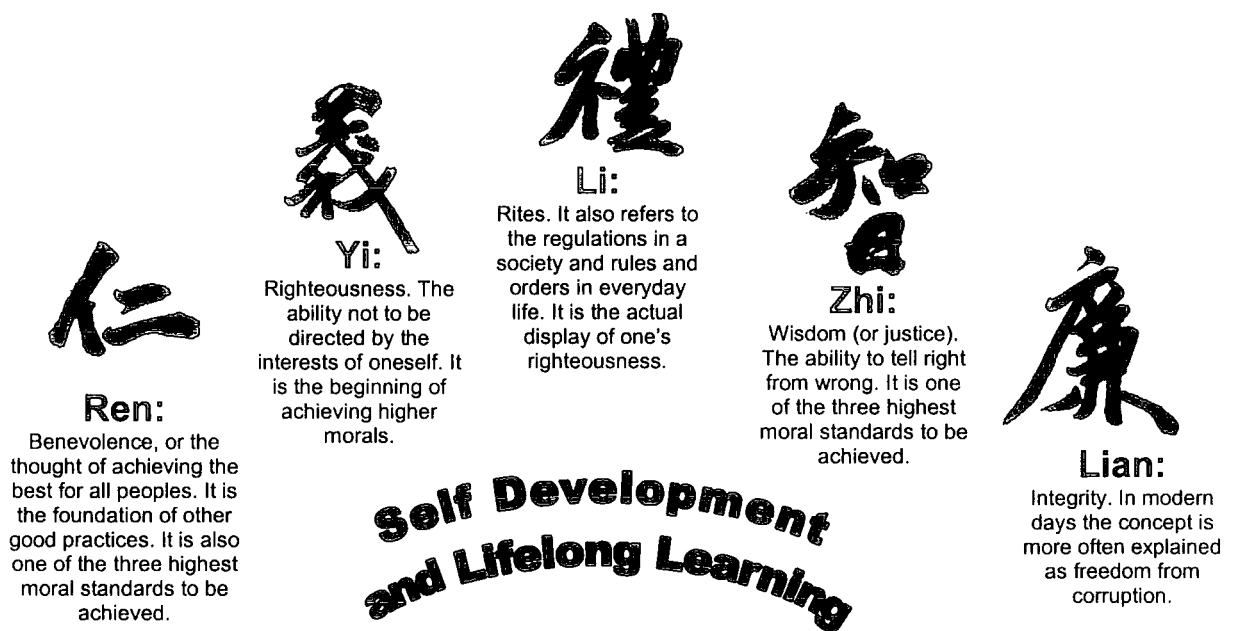 仁
Ren:
Benevolence, or the
thought of achieving the
best for all peoples. It is
the foundation of other
good practices. It is also
one of the three highest
moral standards to be
achieved.
義
Yi:
Righteousness. The
ability not to be
directed by the
interests of oneself. It
is the beginning of
achieving higher
morals.
禮
Li:
Rites. It also refers to
the regulations in a
society and rules and
orders in everyday
life. It is the actual
display of one's
righteousness.
智
Zhi:
Wisdom (or justice).
The ability to tell right
from wrong. It is one
of the three highest
moral standards to be
achieved.
廉
Lian:
Integrity. In modern
days the concept is
more often explained
as freedom from
corruption.
Self Development
and Lifelong Learning